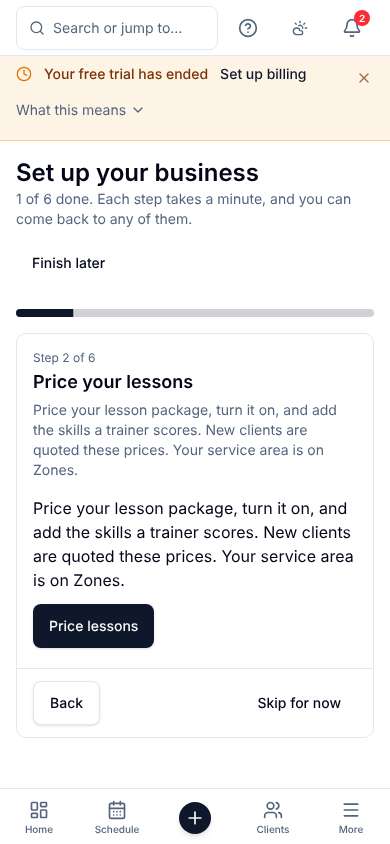 Search or jump to...
2
Your free trial has ended Set up billing
What this means
Set up your business
1 of 6 done. Each step takes a minute, and you can
come back to any of them.
Finish later
Step 2 of 6
Price your lessons
Price your lesson package, turn it on, and add
the skills a trainer scores. New clients are
quoted these prices. Your service area is on
Zones.
Price your lesson package, turn it on, and
add the skills a trainer scores. New clients
are quoted these prices. Your service area
is on Zones.
Price lessons
Back Skip for now
Home Schedule Clients More